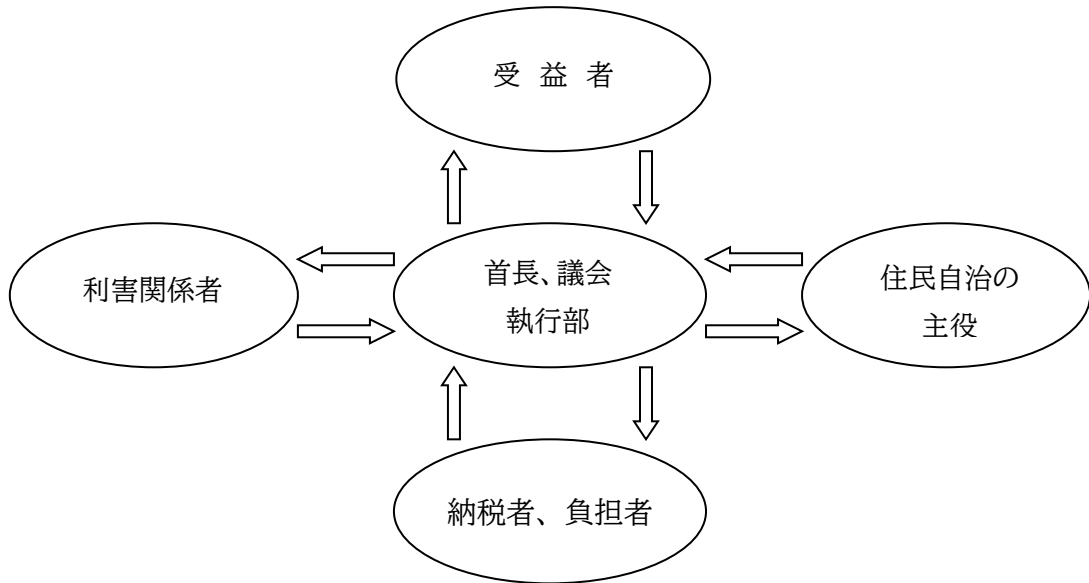 受 益 者
利害関係者
首長、議会
執行部
住民自治の
主役
納税者、負担者